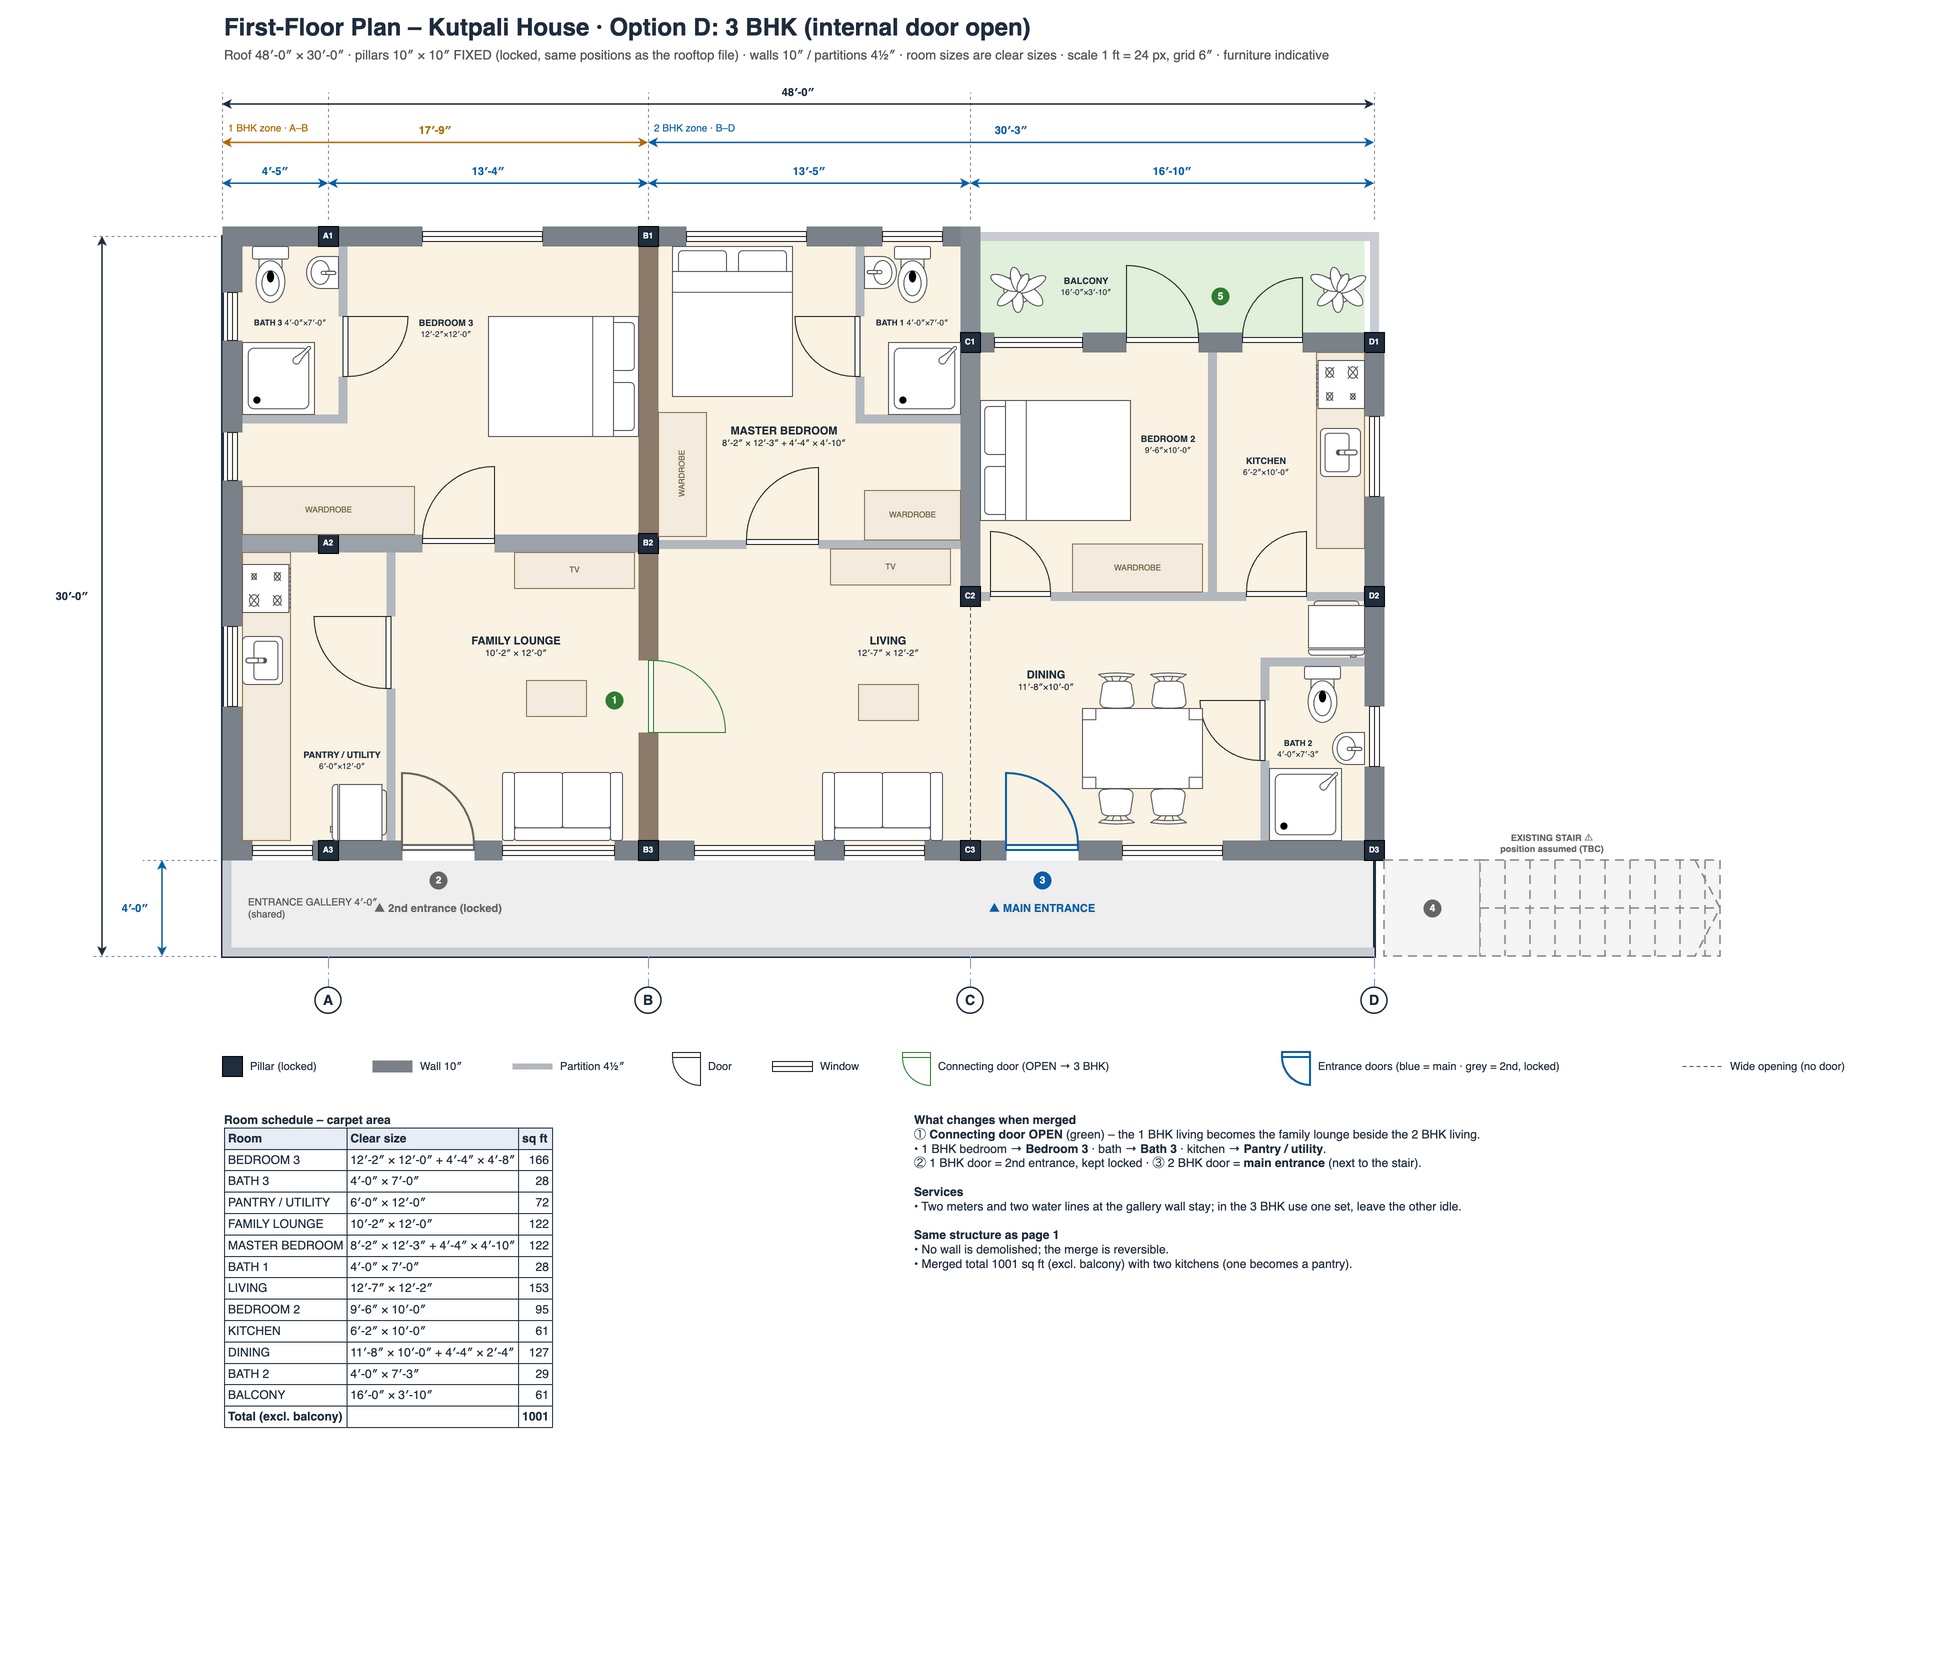 First-Floor Plan – Kutpali House · Option D: 3 BHK (internal door open)
Roof 48′-0″ × 30′-0″ · pillars 10″ × 10″ FIXED (locked, same positions as the rooftop file) · walls 10″ / partitions 4½″ · room sizes are clear sizes · scale 1 ft = 24 px, grid 6″ · furniture indicative
48′-0″
1 BHK zone · A–B
17′-9″
2 BHK zone · B–D
30′-3″
4′-5″
13′-4″
13′-5″
16′-10″
A1
B1
BALCONY
16′-0″×3′-10″
5
BATH 3 4′-0″×7′-0″
BEDROOM 3
12′-2″×12′-0″
BATH 1 4′-0″×7′-0″
C1
D1
MASTER BEDROOM
8′-2″ × 12′-3″ + 4′-4″ × 4′-10″
WARDROBE
BEDROOM 2
9′-6″×10′-0″
KITCHEN
6′-2″×10′-0″
WARDROBE
WARDROBE
A2
B2
TV
TV
WARDROBE
30′-0″
C2
D2
FAMILY LOUNGE
10′-2″ × 12′-0″
LIVING
12′-7″ × 12′-2″
DINING
11′-8″×10′-0″
1
BATH 2
4′-0″×7′-3″
PANTRY / UTILITY
6′-0″×12′-0″
A3
B3
C3
D3
EXISTING STAIR ⚠
position assumed (TBC)
2
3
4′-0″
ENTRANCE GALLERY 4′-0″
(shared)
▲ 2nd entrance (locked)
▲ MAIN ENTRANCE
4
A
B
C
D
Pillar (locked)
Wall 10″
Partition 4½″
Door
Window
Connecting door (OPEN → 3 BHK)
Entrance doors (blue = main · grey = 2nd, locked)
Wide opening (no door)
Room schedule – carpet area
Room Clear size sq ft
BEDROOM 3 12′-2″ × 12′-0″ + 4′-4″ × 4′-8″ 166
BATH 3 4′-0″ × 7′-0″ 28
PANTRY / UTILITY 6′-0″ × 12′-0″ 72
FAMILY LOUNGE 10′-2″ × 12′-0″ 122
MASTER BEDROOM 8′-2″ × 12′-3″ + 4′-4″ × 4′-10″ 122
BATH 1 4′-0″ × 7′-0″ 28
LIVING 12′-7″ × 12′-2″ 153
BEDROOM 2 9′-6″ × 10′-0″ 95
KITCHEN 6′-2″ × 10′-0″ 61
DINING 11′-8″ × 10′-0″ + 4′-4″ × 2′-4″ 127
BATH 2 4′-0″ × 7′-3″ 29
BALCONY 16′-0″ × 3′-10″ 61
Total (excl. balcony) 1001
What changes when merged
① Connecting door OPEN (green) – the 1 BHK living becomes the family lounge beside the 2 BHK living.
• 1 BHK bedroom → Bedroom 3 · bath → Bath 3 · kitchen → Pantry / utility.
② 1 BHK door = 2nd entrance, kept locked · ③ 2 BHK door = main entrance (next to the stair).
Services
• Two meters and two water lines at the gallery wall stay; in the 3 BHK use one set, leave the other idle.
Same structure as page 1
• No wall is demolished; the merge is reversible.
• Merged total 1001 sq ft (excl. balcony) with two kitchens (one becomes a pantry).